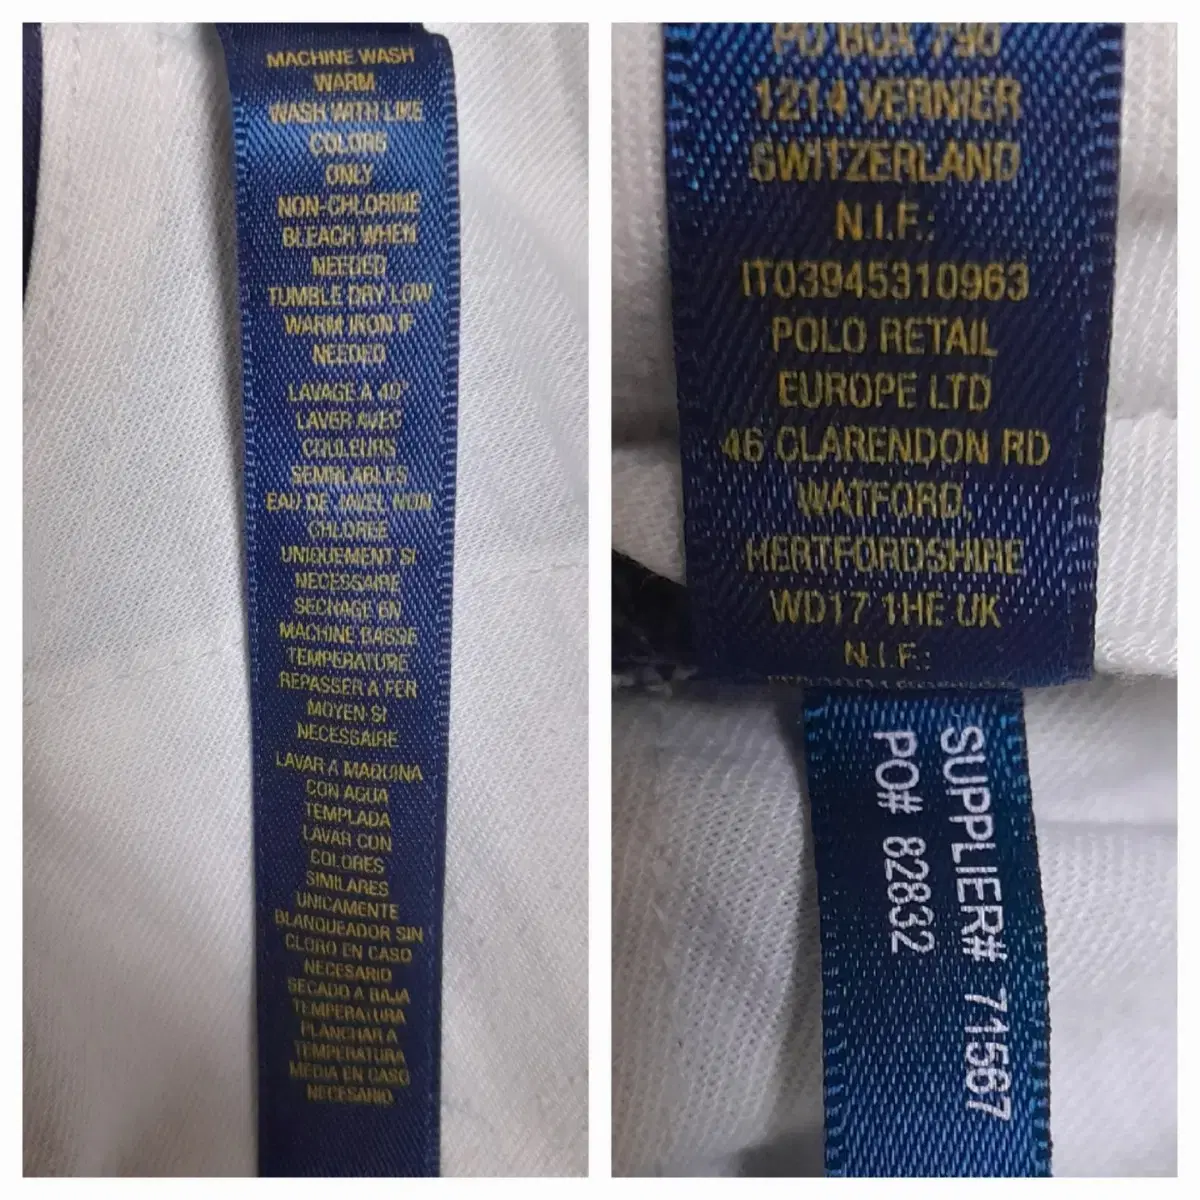 MACHINE WASH
WARM
WASH WITH LIKE
COLORS
ONLY
NON-CHLORINE
BLEACH WHEN
NEEDED
TUMBLE DRY LOW
WARM IRON IF
NEEDED
LAVAGE A 40°
LAVER AVEC
COULEURS
SEMBLABLES
EAU DE JAVEL NON
CHLOREE
UNIQUEMENT SI
NECESSAIRE
SECHAGE EN
MACHINE BASSE
TEMPERATURE
REPASSER A FER
MOYEN SI
NECESSAIRE
LAVAR A MAQUINA
CON AGUA
TEMPLADA
LAVAR CON
COLORES
SIMILARES
UNICAMENTE
BLANQUEADOR SIN
CLORO EN CASO
NECESARIO
SECADO A BAJA
TEMPERATURA
PLANCHAR A
TEMPERATURA
MEDIA EN CASO
NECESARIO
PO BOX 790
1214 VERNIER
SWITZERLAND
N.I.F.:
IT03945310963
POLO RETAIL
EUROPE LTD
46 CLARENDON RD
WATFORD,
HERTFORDSHIRE
WD17 1HE UK
N.I.F.:
SUPPLIER# 71567
PO# 82832